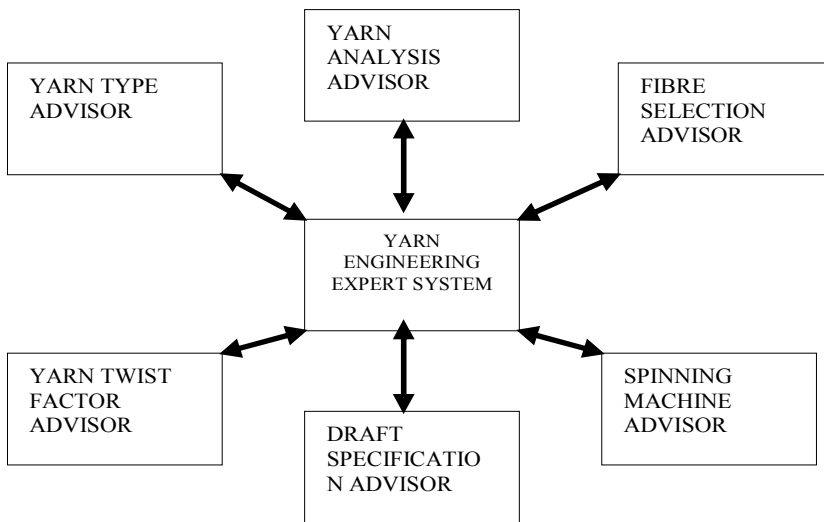 YARN
ANALYSIS
ADVISOR
YARN TYPE
ADVISOR
FIBRE
SELECTION
ADVISOR
YARN
ENGINEERING
EXPERT SYSTEM
YARN TWIST
FACTOR
ADVISOR
SPINNING
MACHINE
ADVISOR
DRAFT
SPECIFICATIO
N ADVISOR